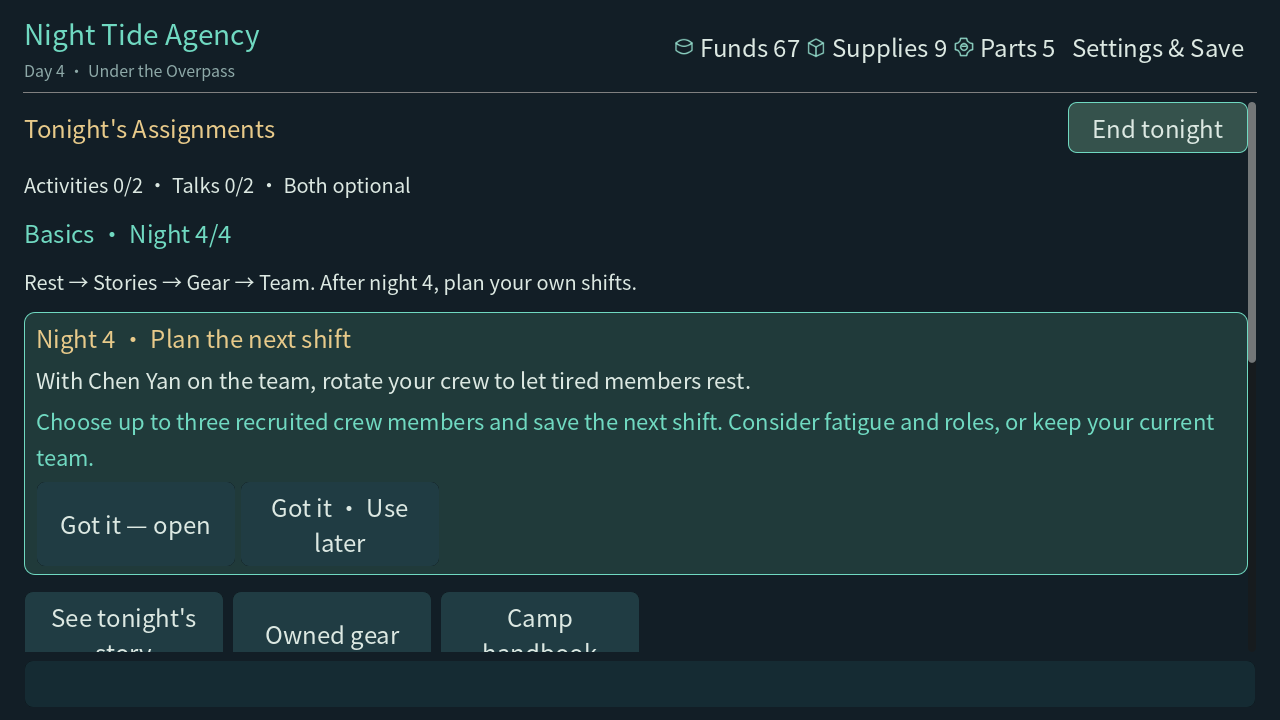 Night Tide Agency
Day 4 • Under the Overpass
Funds 67 Supplies 9 Parts 5 Settings & Save
Tonight's Assignments
End tonight
Activities 0/2 • Talks 0/2 • Both optional
Basics • Night 4/4
Rest → Stories → Gear → Team. After night 4, plan your own shifts.
Night 4 • Plan the next shift
With Chen Yan on the team, rotate your crew to let tired members rest.
Choose up to three recruited crew members and save the next shift. Consider fatigue and roles, or keep your current
team.
Got it — open
Got it • Use
later
See tonight's
story
Owned gear
Camp
handbook